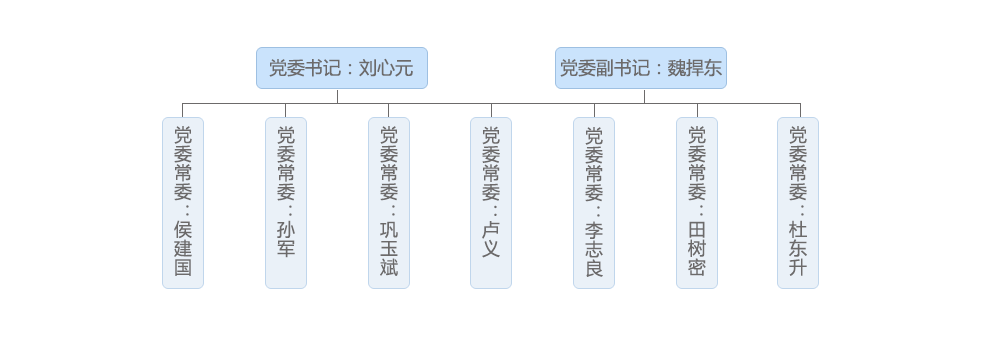 党委书记：刘心元
党委副书记：魏捍东
党委常委：侯建国
党委常委：孙军
党委常委：巩玉斌
党委常委：卢义
党委常委：李志良
党委常委：田树密
党委常委：杜东升